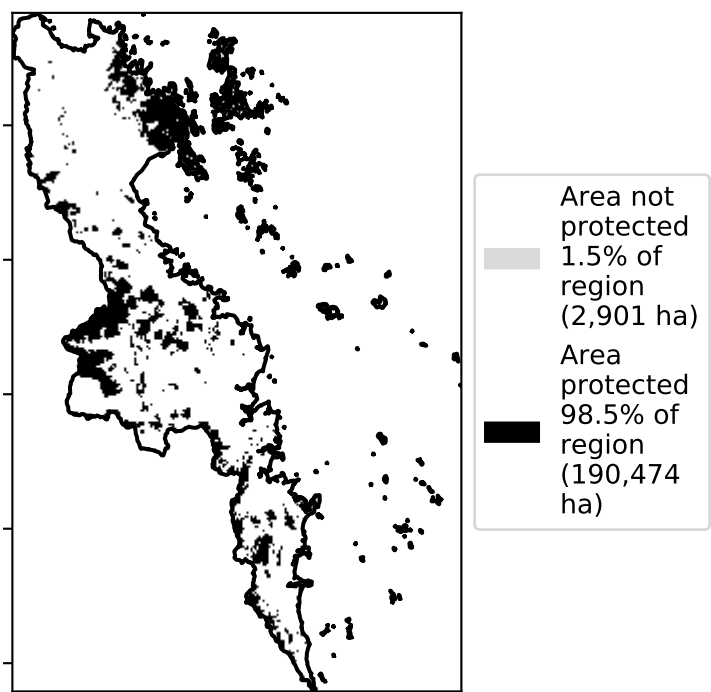 Area not
protected
1.5% of
region
(2,901 ha)
Area
protected
98.5% of
region
(190,474
ha)